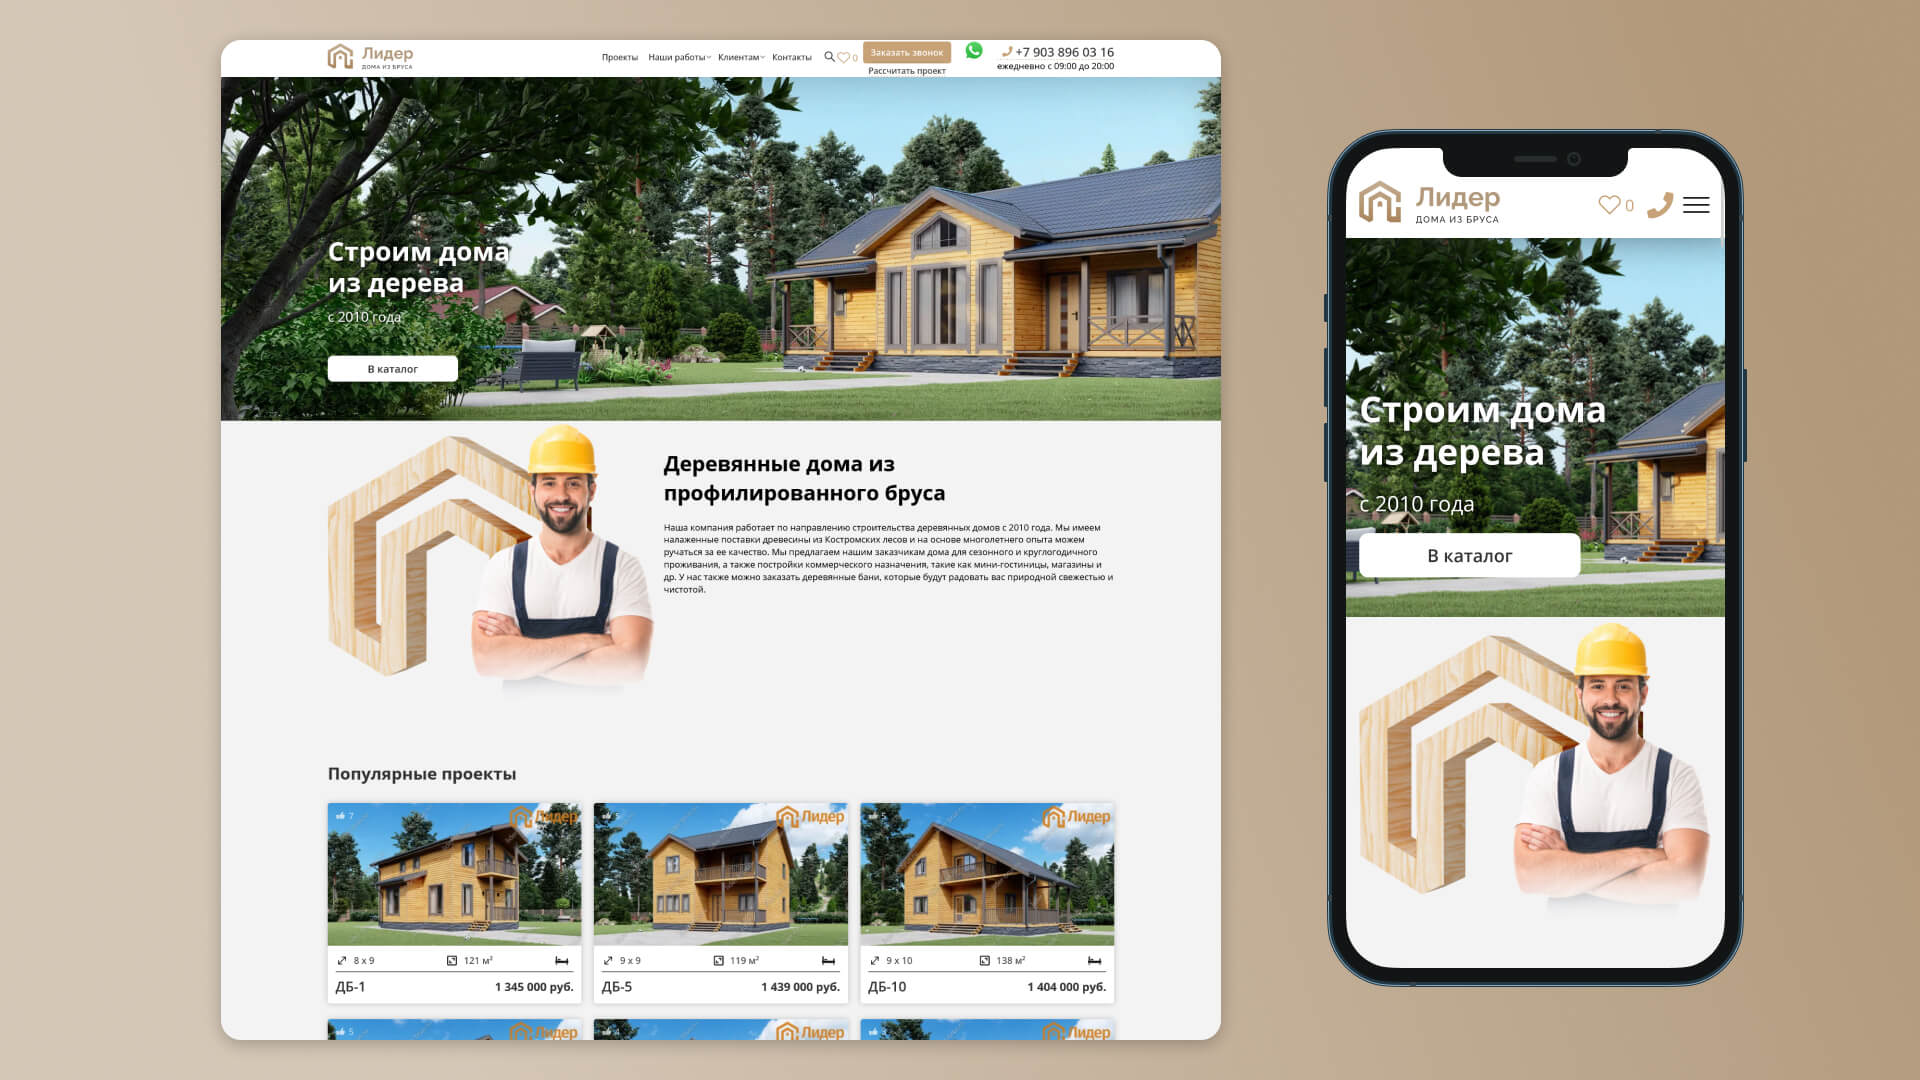 Лидер
ДОМА ИЗ БРУСА
Проекты Наши работы Клиентам Контакты 0 Заказать звонок
Рассчитать проект
+7 903 896 03 16
ежедневно с 09:00 до 20:00
Строим дома
из дерева
с 2010 года
В каталог
Деревянные дома из
профилированного бруса
Наша компания работает по направлению строительства деревянных домов с 2010 года. Мы имеем
налаженные поставки древесины из Костромских лесов и на основе многолетнего опыта можем
ручаться за ее качество. Мы предлагаем нашим заказчикам дома для сезонного и круглогодичного
проживания, а также постройки коммерческого назначения, такие как мини-гостиницы, магазины и
др. У нас также можно заказать деревянные бани, которые будут радовать вас природной свежестью и
чистотой.
Популярные проекты
7 Лидер
8 x 9 121 м²
ДБ-1 1 345 000 руб.
5 Лидер
9 x 9 119 м²
ДБ-5 1 439 000 руб.
Лидер
9 x 10 138 м²
ДБ-10 1 404 000 руб.
5 Лидер
4 Лидер
Лидер
Лидер
ДОМА ИЗ БРУСА
0
Строим дома
из дерева
с 2010 года
В каталог